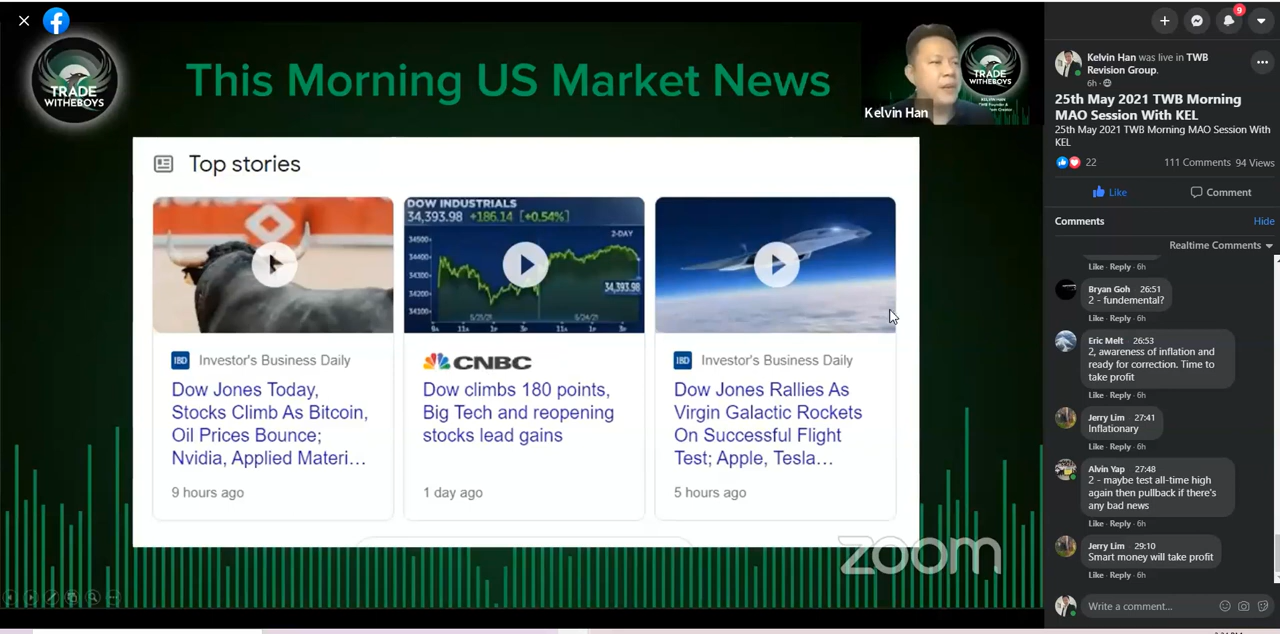 TRADE
WITHEBOYS
This Morning US Market News
TRADE
WITHEBOYS
Kelvin Han
Top stories
Investor's Business Daily
Dow Jones Today,
Stocks Climb As Bitcoin,
Oil Prices Bounce;
Nvidia, Applied Materi...
9 hours ago
DOW INDUSTRIALS
34,393.98 +186.14 [+0.54%]
2-DAY
34,393.98
CNBC
Dow climbs 180 points,
Big Tech and reopening
stocks lead gains
1 day ago
IBD
Investor's Business Daily
Dow Jones Rallies As
Virgin Galactic Rockets
On Successful Flight
Test; Apple, Tesla...
5 hours ago
zoom
9
Kelvin Han was live in TWB
Revision Group.
6h
25th May 2021 TWB Morning
MAO Session With KEL
25th May 2021 TWB Morning MAO Session With
KEL
22 111 Comments 94 Views
Like Comment
Comments Hide
Realtime Comments
Like · Reply · 6h
Bryan Goh 26:51
2 - fundemental?
Like · Reply · 6h
Eric Melt 26:53
2, awareness of inflation and
ready for correction. Time to
take profit
Like · Reply · 6h
Jerry Lim 27:41
Inflationary
Like · Reply · 6h
Alvin Yap 27:48
2 - maybe test all-time high
again then pullback if there's
any bad news
Like · Reply · 6h
Jerry Lim 29:10
Smart money will take profit
Like · Reply · 6h
Write a comment...